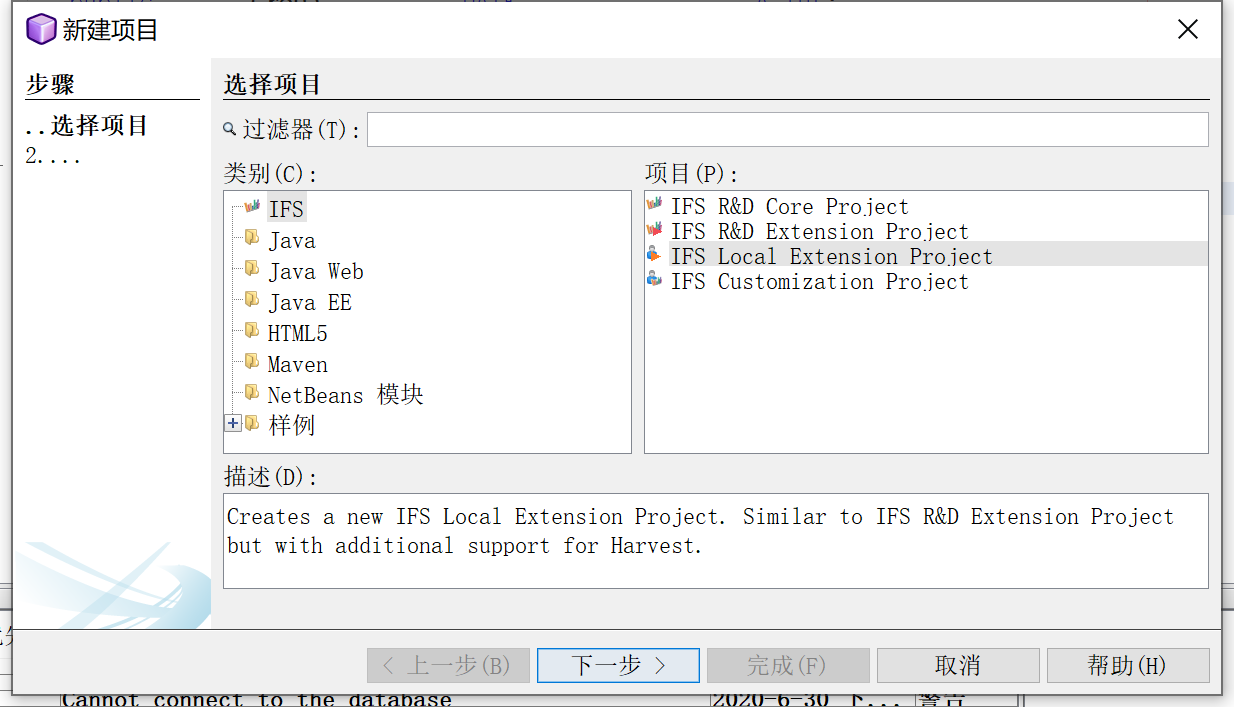 新建项目
步骤
..选择项目
2....
选择项目
过滤器(T):
类别(C):
IFS
Java
Java Web
Java EE
HTML5
Maven
NetBeans 模块
样例
项目(P):
IFS R&D Core Project
IFS R&D Extension Project
IFS Local Extension Project
IFS Customization Project
描述(D):
Creates a new IFS Local Extension Project. Similar to IFS R&D Extension Project
but with additional support for Harvest.
< 上一步(B)
下一步 >
完成(F)
取消
帮助(H)
Cannot connect to the database
2020-6-30 下...
警告